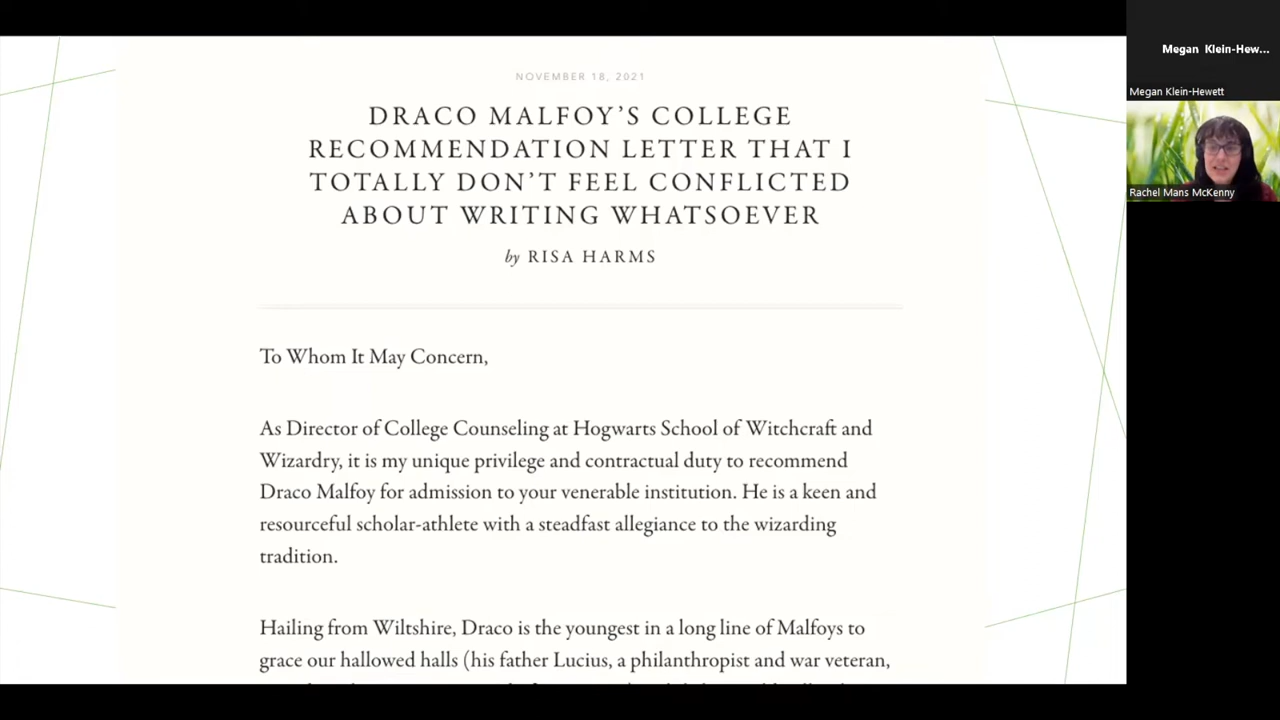 NOVEMBER 18, 2021
DRACO MALFOY'S COLLEGE
RECOMMENDATION LETTER THAT I
TOTALLY DON'T FEEL CONFLICTED
ABOUT WRITING WHATSOEVER
by RISA HARMS
To Whom It May Concern,
As Director of College Counseling at Hogwarts School of Witchcraft and
Wizardry, it is my unique privilege and contractual duty to recommend
Draco Malfoy for admission to your venerable institution. He is a keen and
resourceful scholar-athlete with a steadfast allegiance to the wizarding
tradition.
Hailing from Wiltshire, Draco is the youngest in a long line of Malfoys to
grace our hallowed halls (his father Lucius, a philanthropist and war veteran,
Megan Klein-Hew...
Megan Klein-Hewett
Rachel Mans McKenny